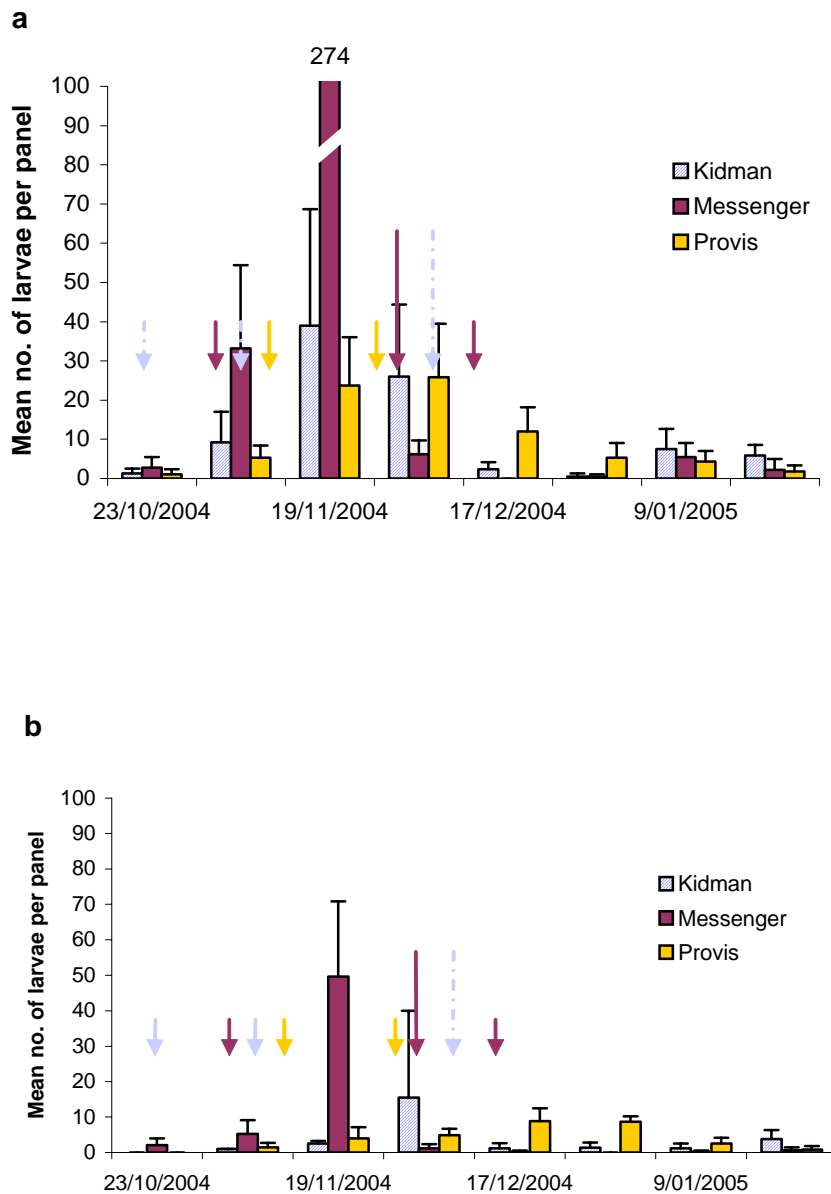 a
274
Mean no. of larvae per panel
100
90
80
70
60
50
40
30
20
10
0
Kidman
Messenger
Provis
23/10/2004 19/11/2004 17/12/2004 9/01/2005
b
Mean no. of larvae per panel
100
90
80
70
60
50
40
30
20
10
0
Kidman
Messenger
Provis
23/10/2004 19/11/2004 17/12/2004 9/01/2005